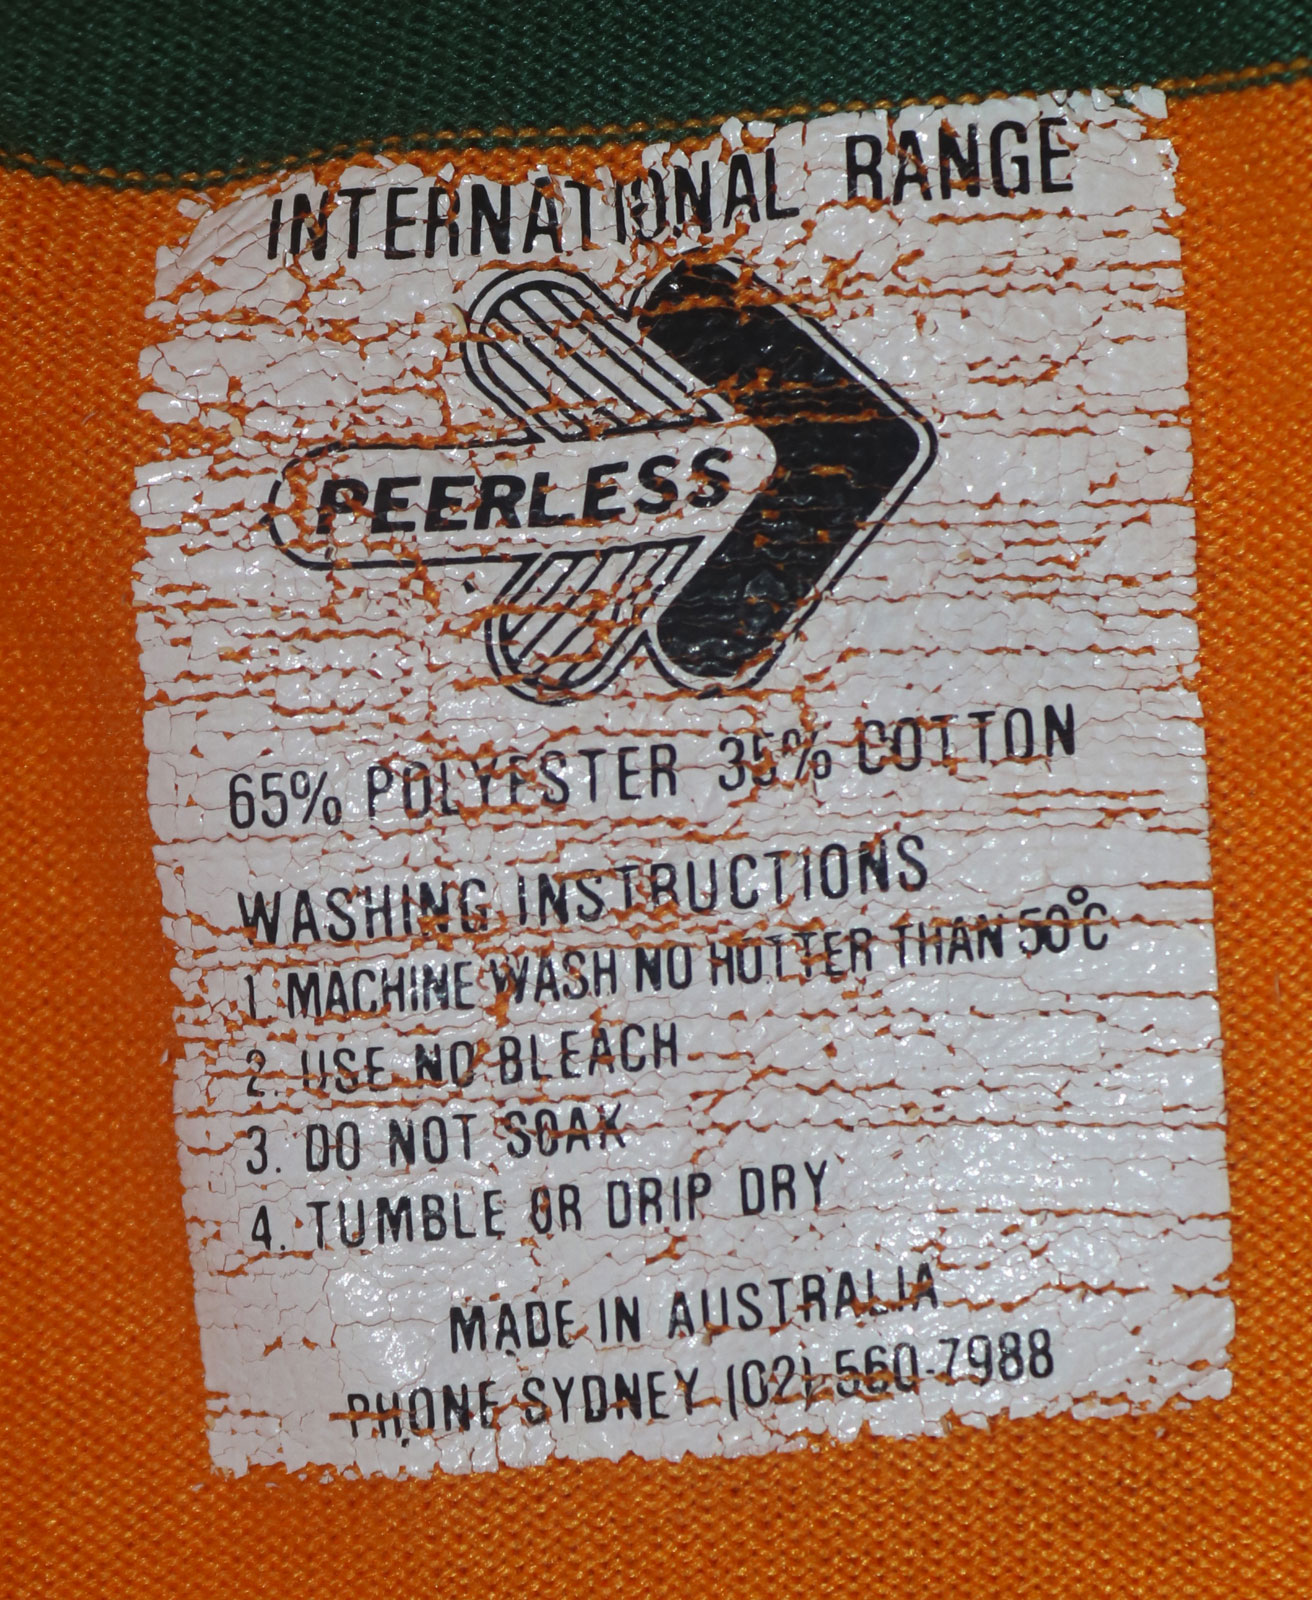 INTERNATIONAL RANGE
PEERLESS
65% POLYESTER 35% COTTON
WASHING INSTRUCTIONS
1. MACHINE WASH NO HOTTER THAN 50°C
2. USE NO BLEACH
3. DO NOT SOAK
4. TUMBLE OR DRIP DRY
MADE IN AUSTRALIA
PHONE SYDNEY (02) 560-7988